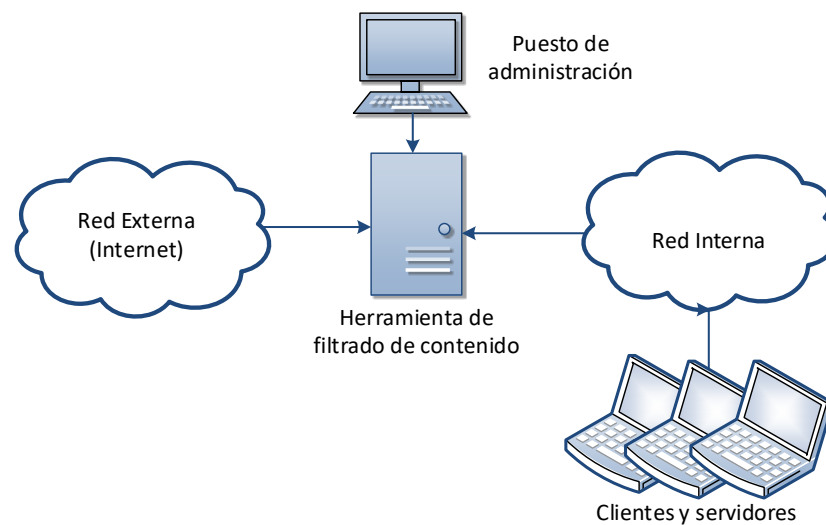 Puesto de
administración
Red Externa
(Internet)
Red Interna
Herramienta de
filtrado de contenido
Clientes y servidores